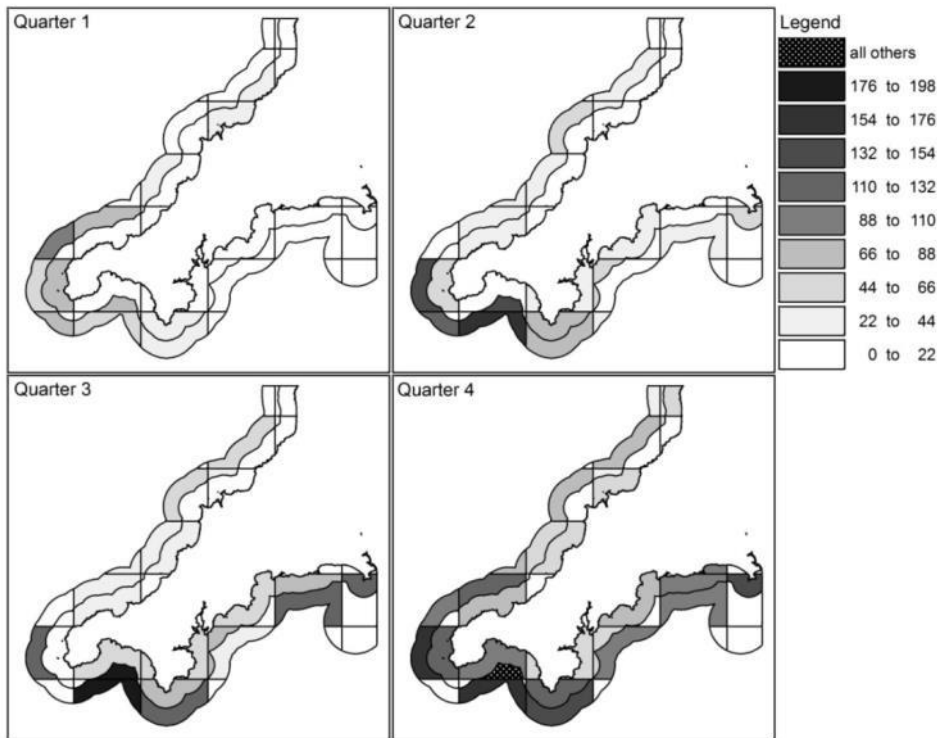 Quarter 1
Quarter 2
Legend
all others
176 to 198
154 to 176
132 to 154
110 to 132
88 to 110
66 to 88
44 to 66
22 to 44
0 to 22
Quarter 3
Quarter 4